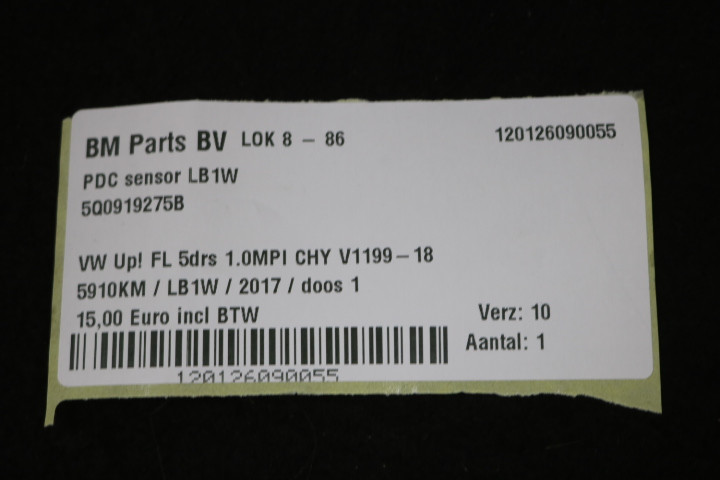 BM Parts BV LOK 8 – 86 120126090055
PDC sensor LB1W
5Q0919275B
VW Up! FL 5drs 1.0MPI CHY V1199–18
5910KM / LB1W / 2017 / doos 1
15,00 Euro incl BTW Verz: 10
Aantal: 1
120126090055